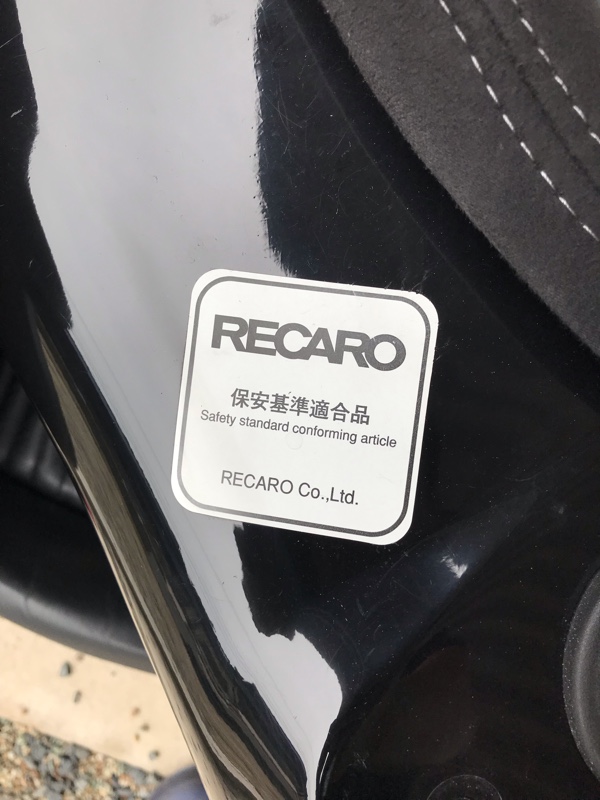 RECARO
保安基準適合品
Safety standard conforming article
RECARO Co.,Ltd.